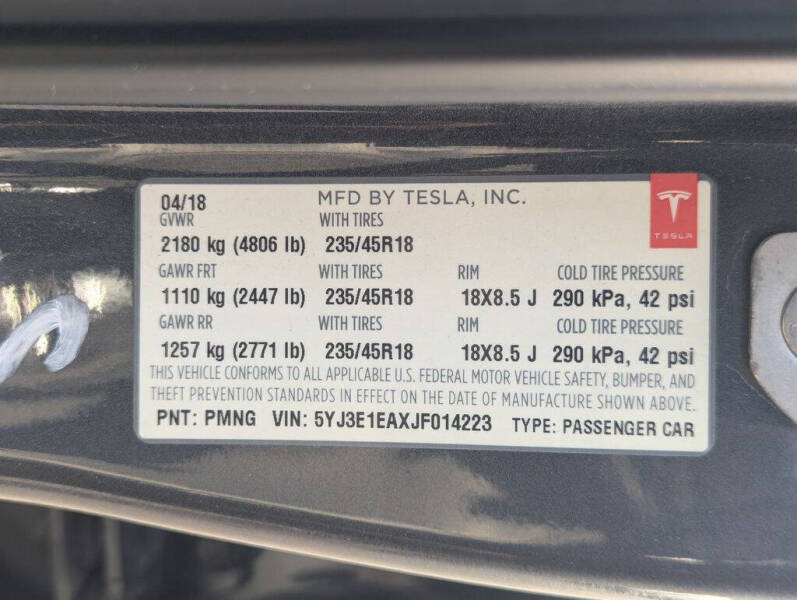 04/18 MFD BY TESLA, INC.
GVWR WITH TIRES
2180 kg (4806 lb) 235/45R18
TESLA
GAWR FRT WITH TIRES RIM COLD TIRE PRESSURE
1110 kg (2447 lb) 235/45R18 18X8.5 J 290 kPa, 42 psi
GAWR RR WITH TIRES RIM COLD TIRE PRESSURE
1257 kg (2771 lb) 235/45R18 18X8.5 J 290 kPa, 42 psi
THIS VEHICLE CONFORMS TO ALL APPLICABLE U.S. FEDERAL MOTOR VEHICLE SAFETY, BUMPER, AND
THEFT PREVENTION STANDARDS IN EFFECT ON THE DATE OF MANUFACTURE SHOWN ABOVE.
PNT: PMNG VIN: 5YJ3E1EAXJF014223 TYPE: PASSENGER CAR